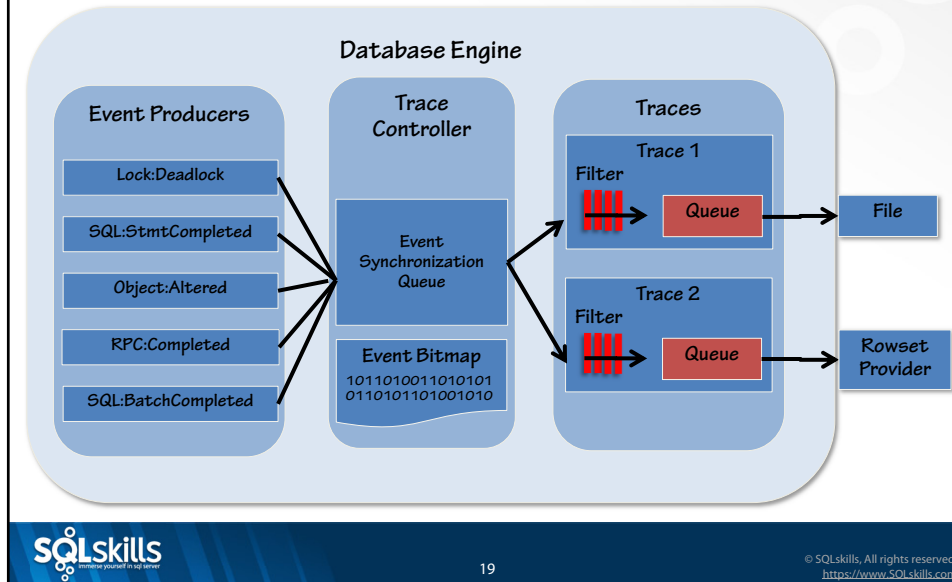 Database Engine
Event Producers
Lock:Deadlock
SQL:StmtCompleted
Object:Altered
RPC:Completed
SQL:BatchCompleted
Trace
Controller
Event
Synchronization
Queue
Event Bitmap
1011010011010101
0110101101001010
Traces
Trace 1
Filter
Queue
Trace 2
Filter
Queue
File
Rowset
Provider
SQLskills
immerse yourself in sql server
19
© SQLskills, All rights reserved
https://www.SQLskills.com